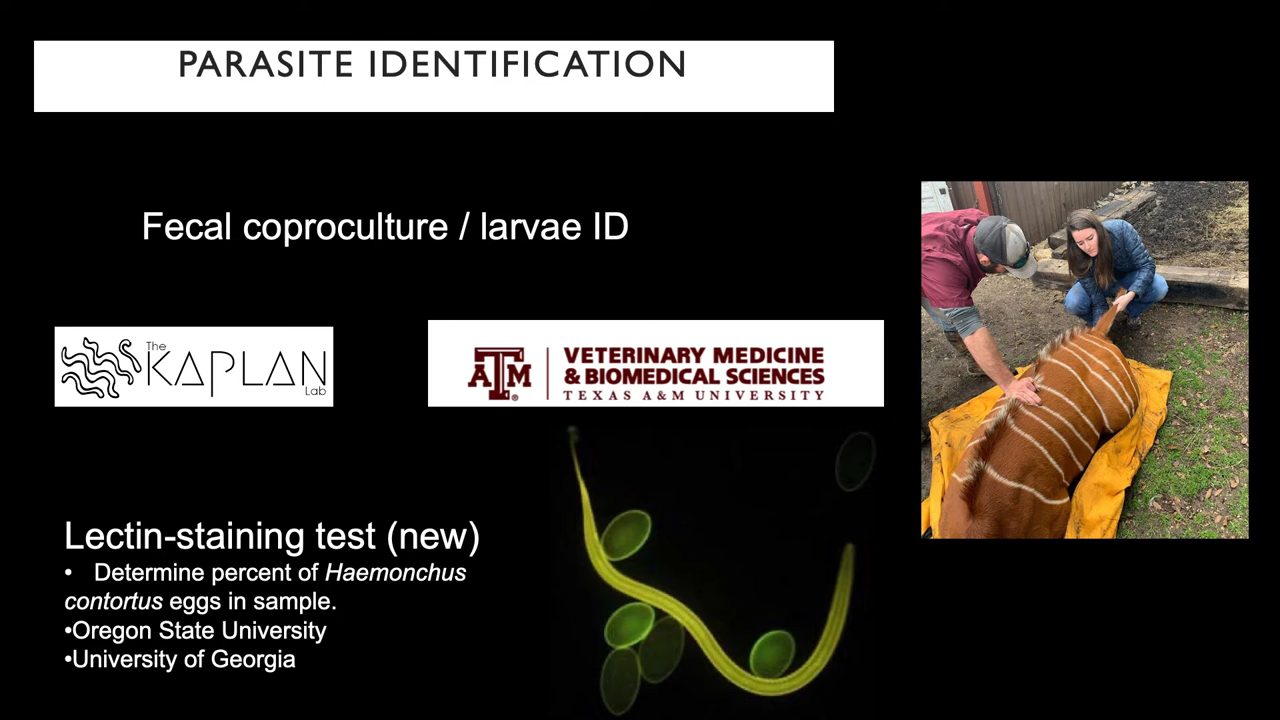 PARASITE IDENTIFICATION
Fecal coproculture / larvae ID
The
KAPLAN
Lab
ATM
VETERINARY MEDICINE
& BIOMEDICAL SCIENCES
TEXAS A&M UNIVERSITY
Lectin-staining test (new)
• Determine percent of Haemonchus
contortus eggs in sample.
•Oregon State University
•University of Georgia